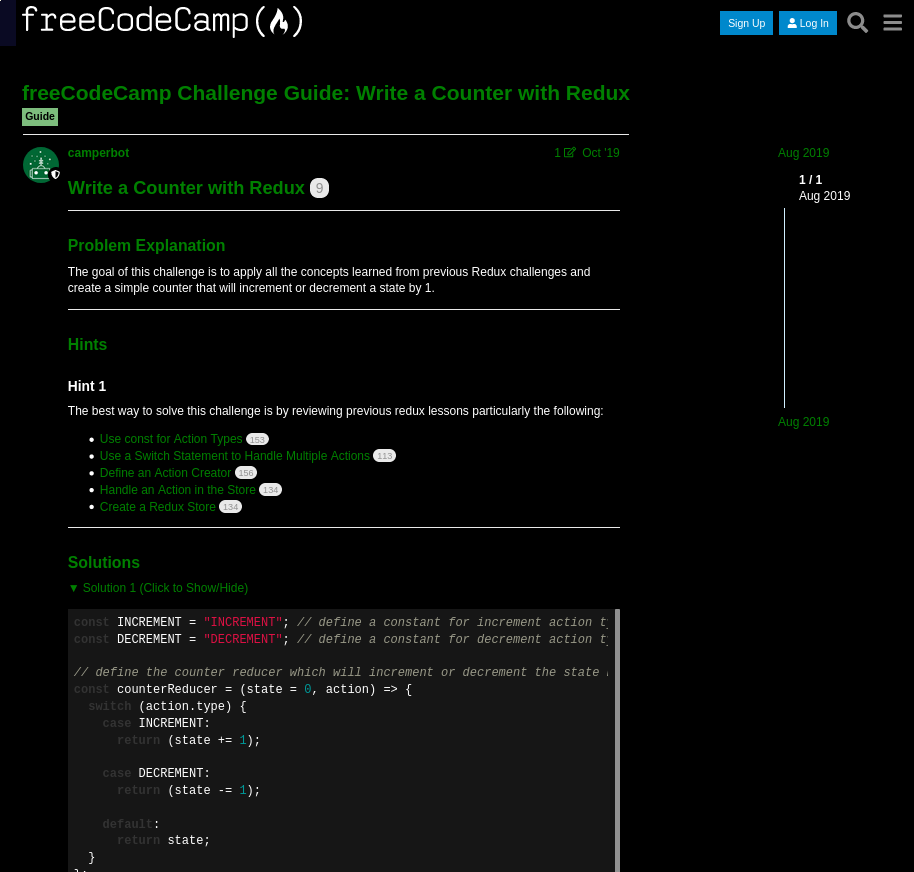 freeCodeCamp(
Sign Up
Log In
freeCodeCamp Challenge Guide: Write a Counter with Redux
Guide
camperbot
1
Oct '19
Aug 2019
1 / 1
Aug 2019
Write a Counter with Redux 9
Problem Explanation
The goal of this challenge is to apply all the concepts learned from previous Redux challenges and
create a simple counter that will increment or decrement a state by 1.
Hints
Hint 1
The best way to solve this challenge is by reviewing previous redux lessons particularly the following:
Aug 2019
• Use const for Action Types 153
• Use a Switch Statement to Handle Multiple Actions 113
• Define an Action Creator 156
• Handle an Action in the Store 134
• Create a Redux Store 134
Solutions
▼ Solution 1 (Click to Show/Hide)
const INCREMENT = "INCREMENT"; // define a constant for increment action
const DECREMENT = "DECREMENT"; // define a constant for decrement action
// define the counter reducer which will increment or decrement the state
const counterReducer = (state = 0, action) => {
  switch (action.type) {
    case INCREMENT:
      return (state += 1);
    case DECREMENT:
      return (state -= 1);
    default:
      return state;
  }